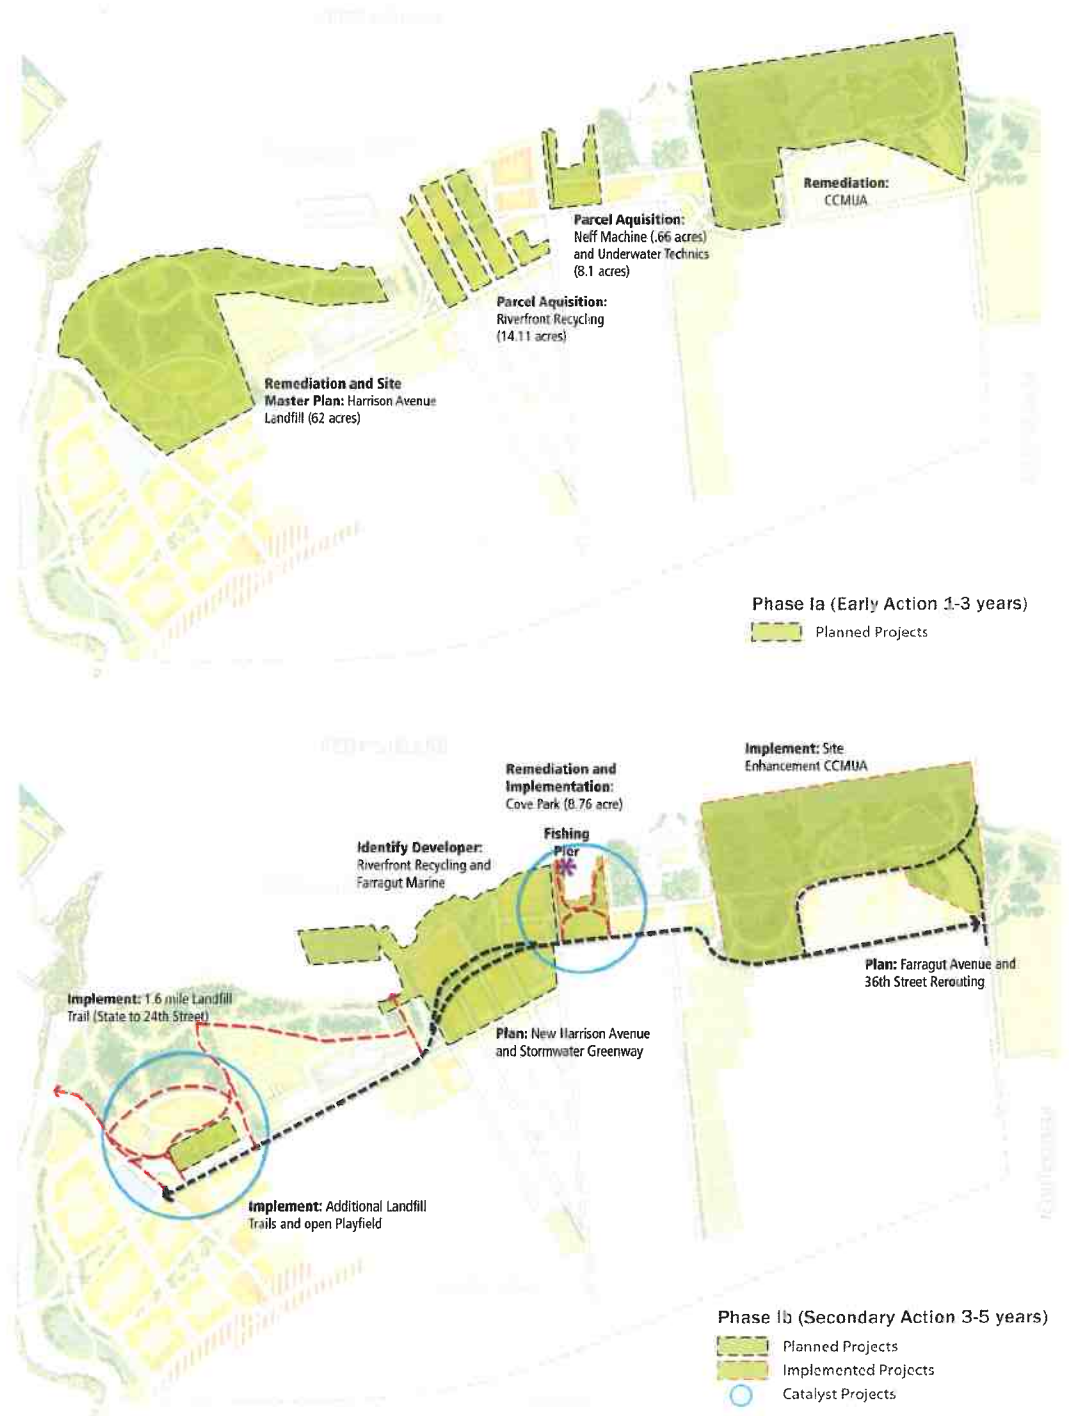 Remediation:
CCMUA
Parcel Aquisition:
Neff Machine (.66 acres)
and Underwater Technics
(8.1 acres)
Parcel Aquisition:
Riverfront Recycling
(14.11 acres)
Remediation and Site
Master Plan: Harrison Avenue
Landfill (62 acres)
Phase Ia (Early Action 1-3 years)
Planned Projects
Implement: Site
Enhancement CCMUA
Remediation and
Implementation:
Cove Park (8.76 acre)
Fishing
Pier
Identify Developer:
Riverfront Recycling and
Farragut Marine
Plan: Farragut Avenue and
36th Street Rerouting
Implement: 1.6 mile Landfill
Trail (State to 24th Street)
Plan: New Harrison Avenue
and Stormwater Greenway
Implement: Additional Landfill
Trails and open Playfield
Phase Ib (Secondary Action 3-5 years)
Planned Projects
Implemented Projects
Catalyst Projects